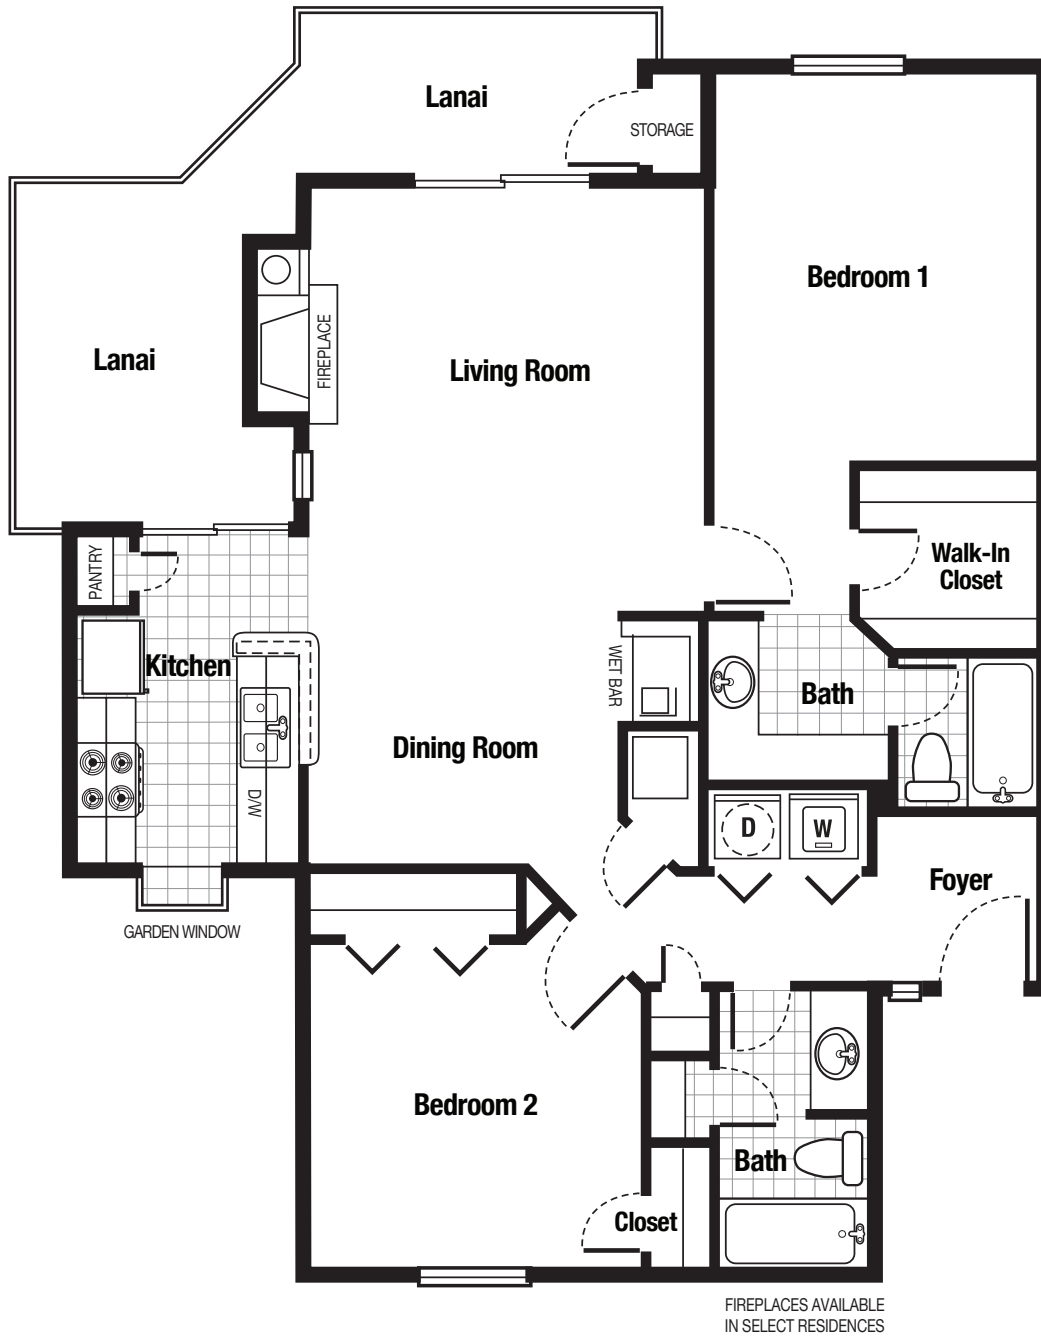 Lanai
STORAGE
Bedroom 1
Lanai
Living Room
FIREPLACE
Walk-In
Closet
PANTRY
Kitchen
WET BAR
Bath
Dining Room
D/W
D
W
Foyer
GARDEN WINDOW
Bedroom 2
Bath
Closet
FIREPLACES AVAILABLE
IN SELECT RESIDENCES